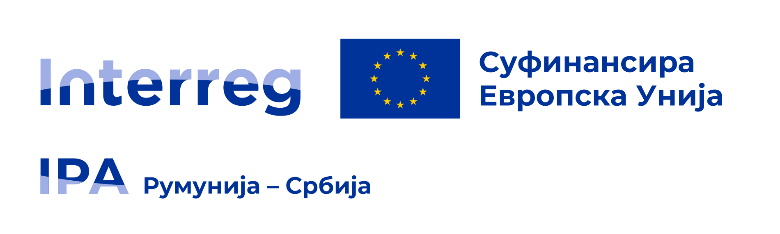 Interreg
Суфинансира
Европска Унија
IPA Румунија – Србија